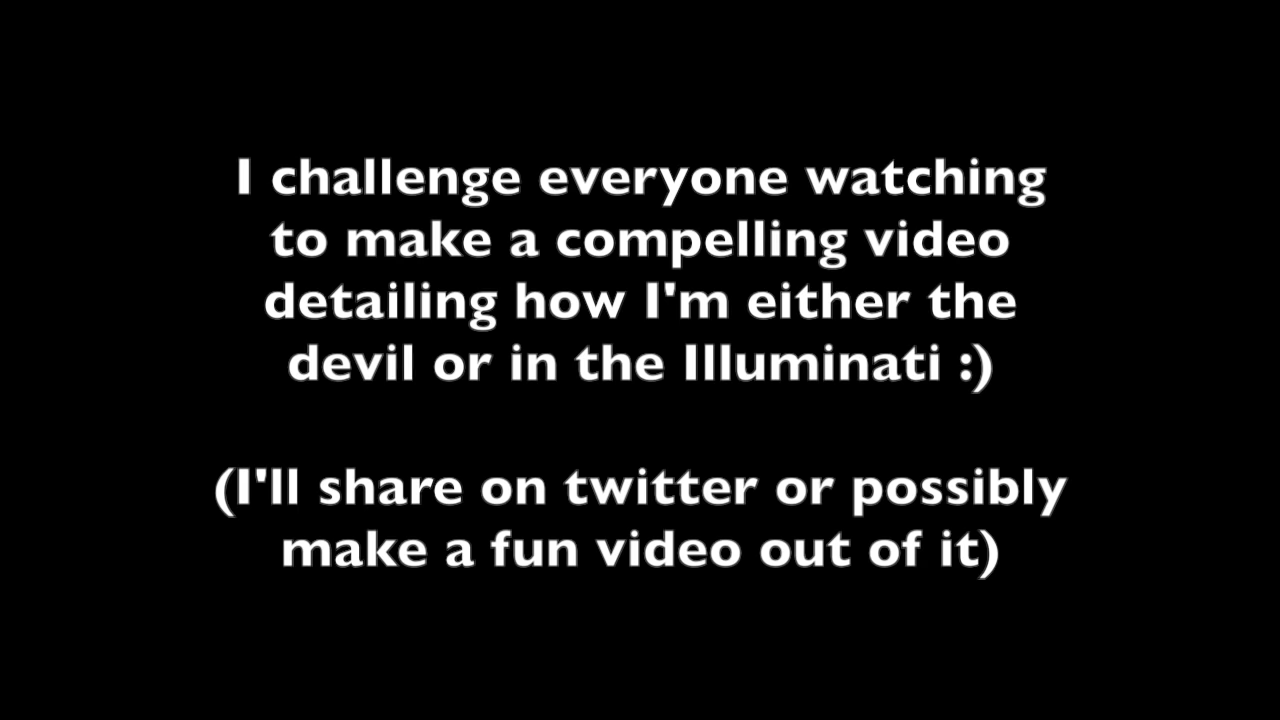 I challenge everyone watching
to make a compelling video
detailing how I'm either the
devil or in the Illuminati :)
(I'll share on twitter or possibly
make a fun video out of it)